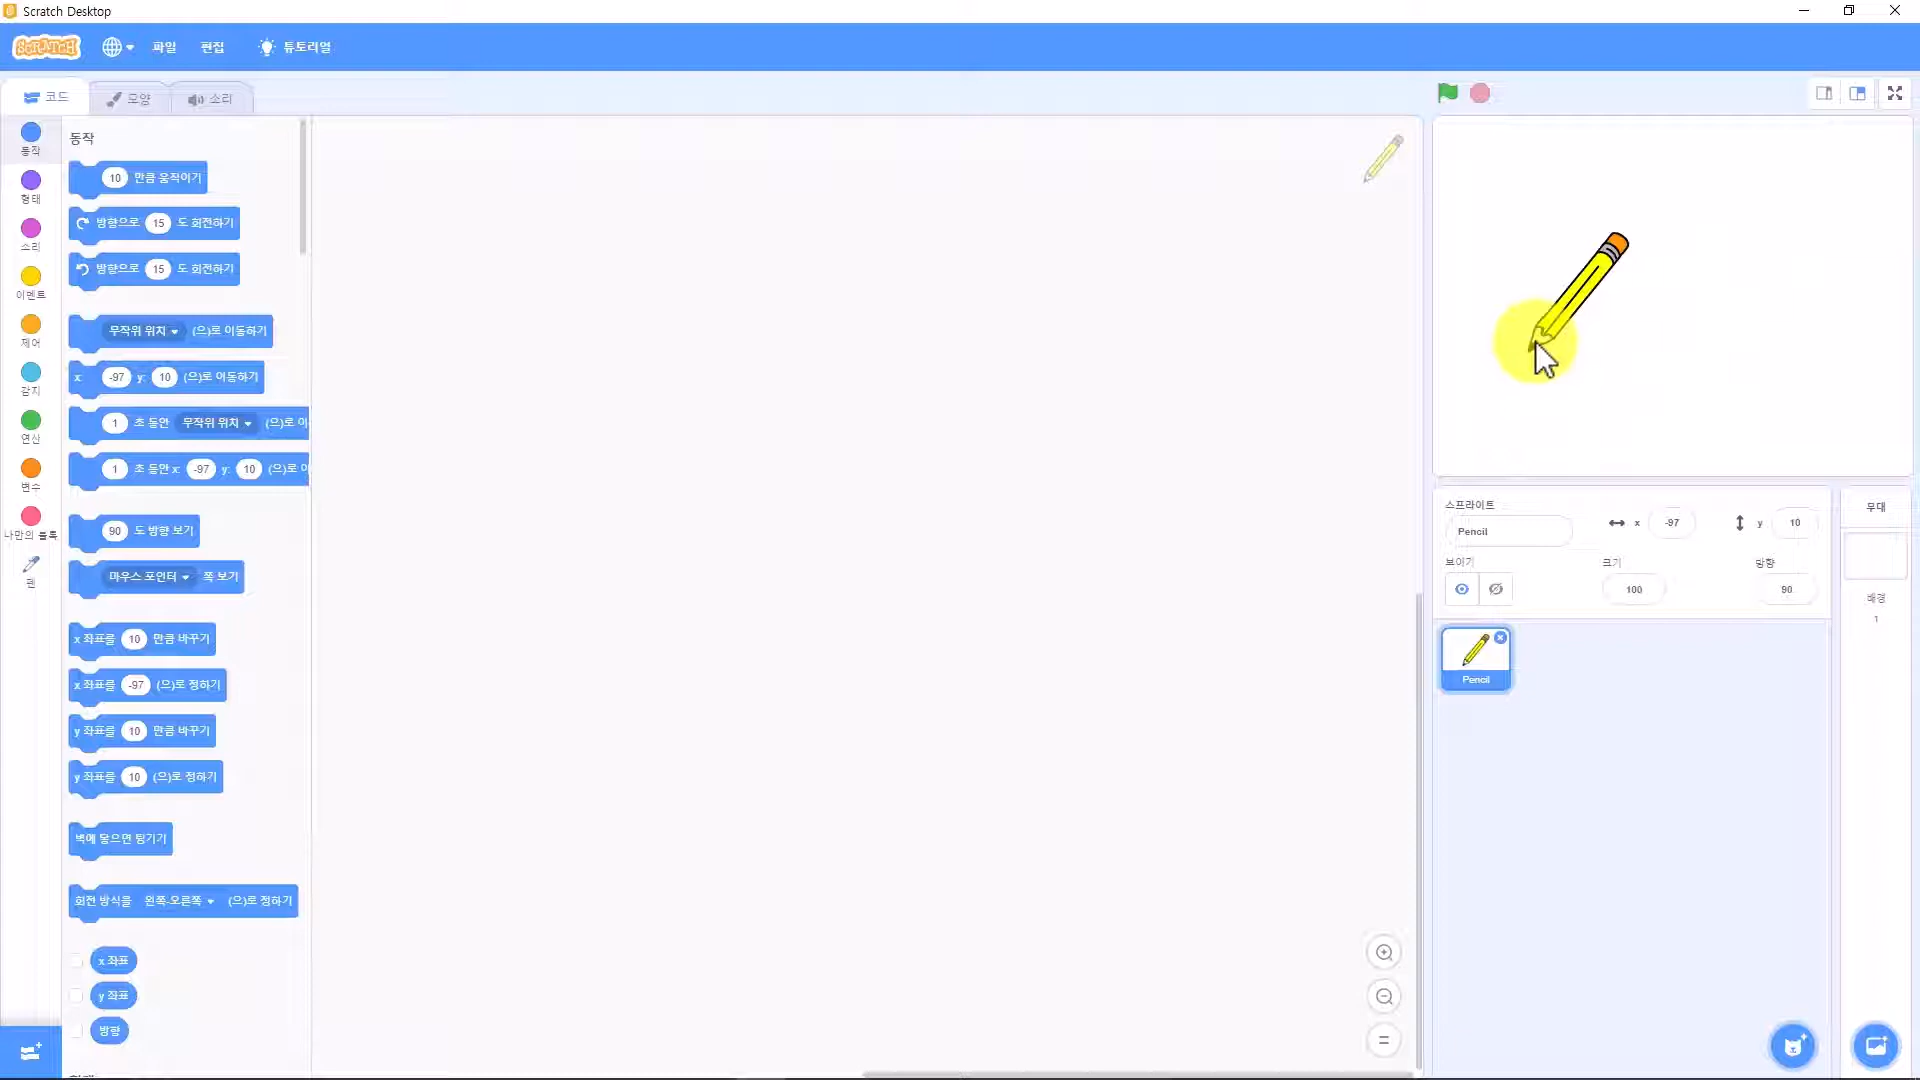 Scratch Desktop
SCRATCH 파일 편집 튜토리얼
코드 모양 소리
동작
형태
소리
이벤트
제어
감지
연산
변수
나만의 블록
펜
동작
10 만큼 움직이기
방향으로 15 도 회전하기
방향으로 15 도 회전하기
무작위 위치 (으)로 이동하기
x: -97 y: 10 (으)로 이동하기
1 초 동안 무작위 위치 (으)로 이
1 초 동안 x: -97 y: 10 (으)로 이
90 도 방향 보기
마우스 포인터 쪽 보기
x 좌표를 10 만큼 바꾸기
x 좌표를 -97 (으)로 정하기
y 좌표를 10 만큼 바꾸기
y 좌표를 10 (으)로 정하기
벽에 닿으면 튕기기
회전 방식을 왼쪽-오른쪽 (으)로 정하기
x 좌표
y 좌표
방향
스프라이트
Pencil x -97 y 10
보이기 크기 방향
100 90
Pencil
무대
배경
1